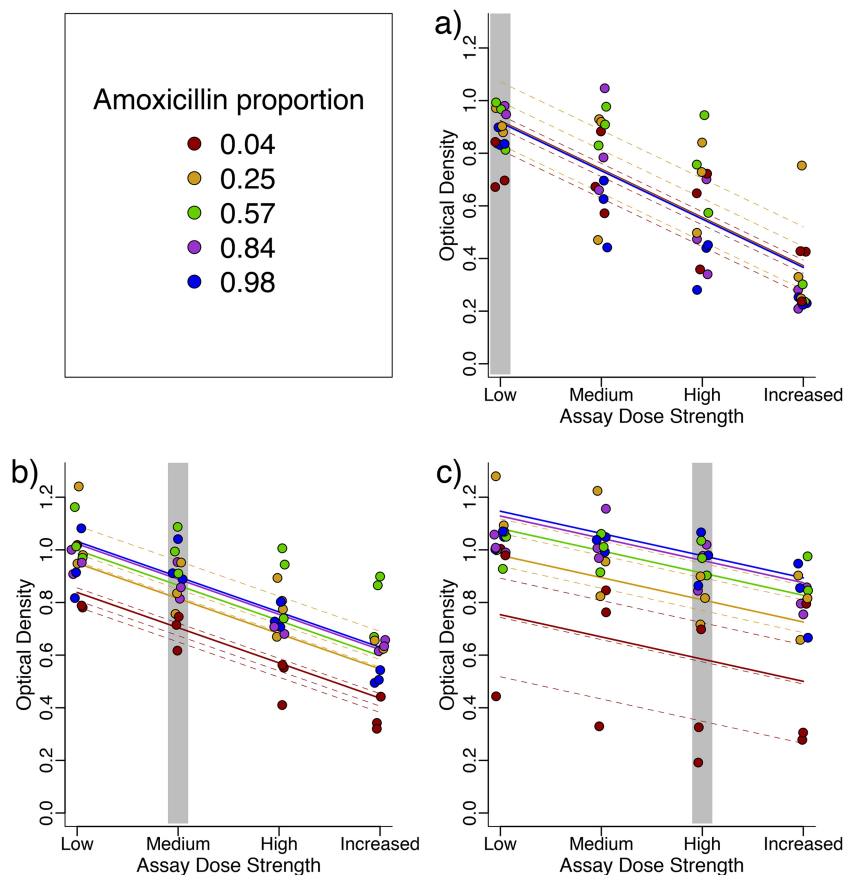 Amoxicillin proportion
0.04
0.25
0.57
0.84
0.98
a)
Optical Density
0.0 0.2 0.4 0.6 0.8 1.0 1.2
Low Medium High Increased
Assay Dose Strength
b)
Optical Density
0.0 0.2 0.4 0.6 0.8 1.0 1.2
Low Medium High Increased
Assay Dose Strength
c)
Optical Density
0.0 0.2 0.4 0.6 0.8 1.0 1.2
Low Medium High Increased
Assay Dose Strength